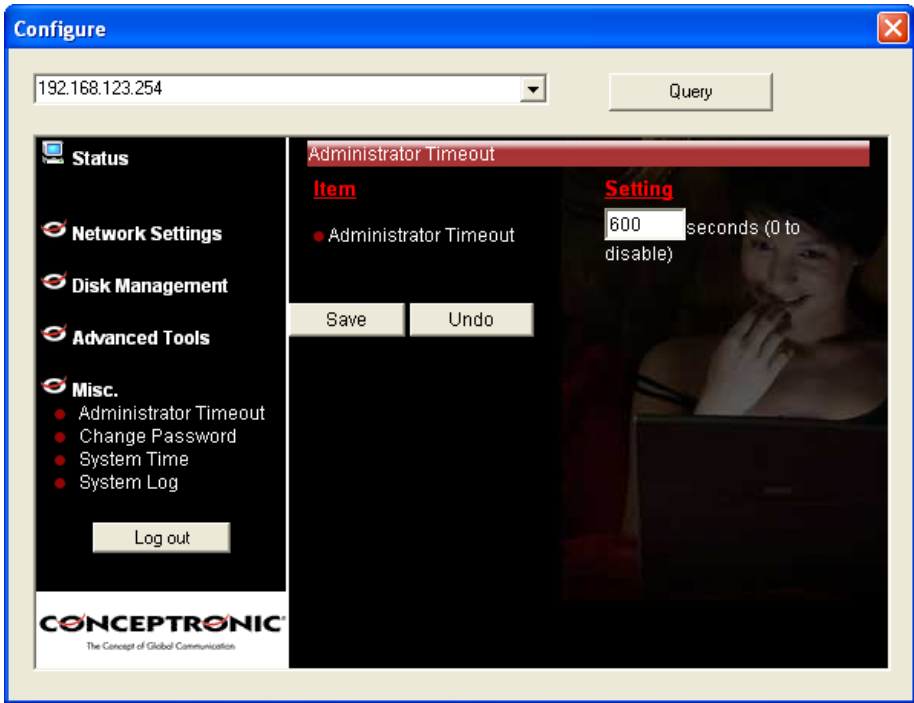 Configure
192.168.123.254
Query
Status
Network Settings
Disk Management
Advanced Tools
Misc.
Administrator Timeout
Change Password
System Time
System Log
Log out
CONCEPTRONIC
The Concept of Global Communication
Administrator Timeout
Item
Setting
Administrator Timeout
600 seconds (0 to
disable)
Save
Undo